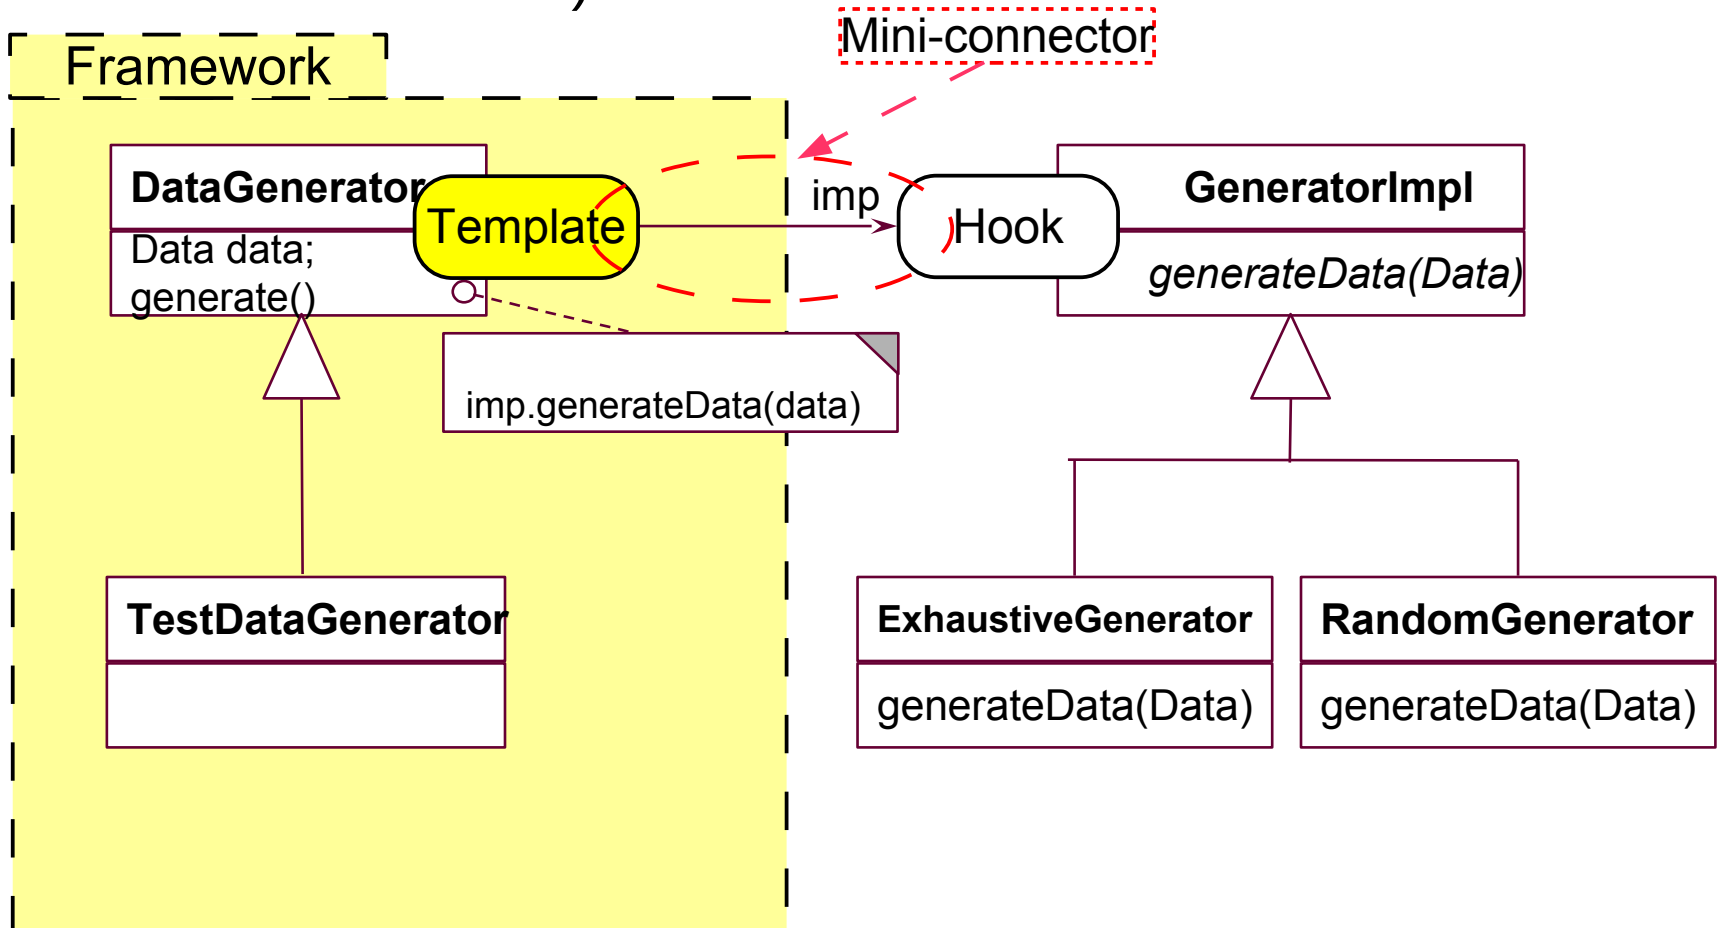 )
Mini-connector
Framework
DataGenerator
Data data;
generate()
Template
imp
Hook
GeneratorImpl
generateData(Data)
imp.generateData(data)
TestDataGenerator
ExhaustiveGenerator
generateData(Data)
RandomGenerator
generateData(Data)